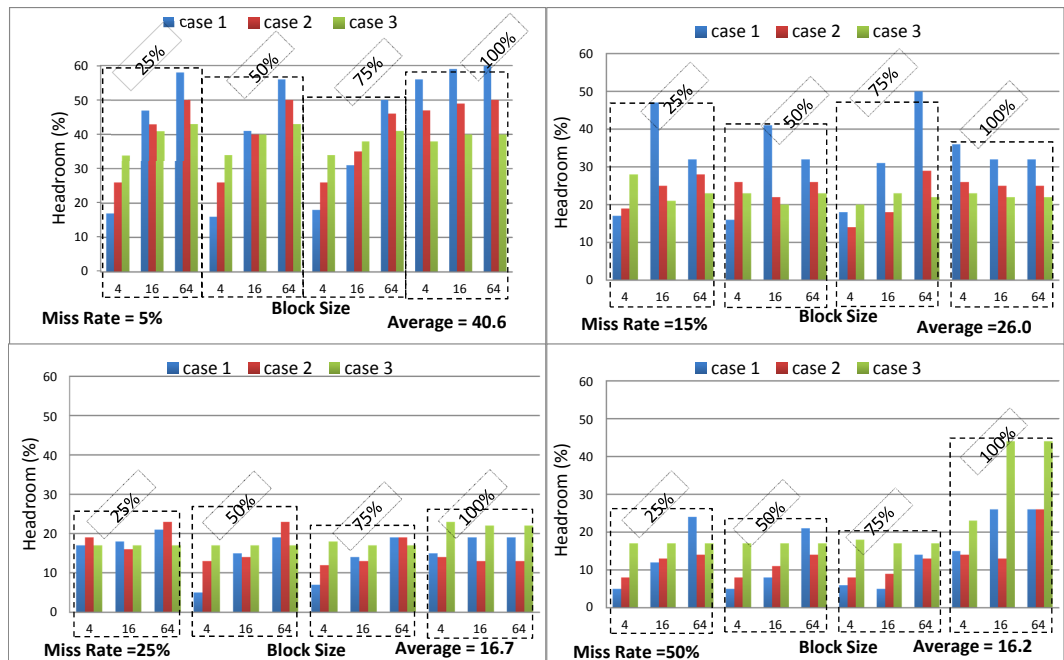 case 1 case 2 case 3
25% 50% 75% 100%
Headroom (%)
60
50
40
30
20
10
0
4 16 64 4 16 64 4 16 64 4 16 64
Block Size
Miss Rate = 5% Average = 40.6
case 1 case 2 case 3
25% 50% 75% 100%
Headroom (%)
60
50
40
30
20
10
0
4 16 64 4 16 64 4 16 64 4 16 64
Block Size
Miss Rate =15% Average =26.0
case 1 case 2 case 3
25% 50% 75% 100%
Headroom (%)
60
50
40
30
20
10
0
4 16 64 4 16 64 4 16 64 4 16 64
Miss Rate =25% Block Size Average = 16.7
case 1 case 2 case 3
25% 50% 75% 100%
Headroom (%)
60
50
40
30
20
10
0
4 16 64 4 16 64 4 16 64 4 16 64
Miss Rate =50% Block Size Average = 16.2